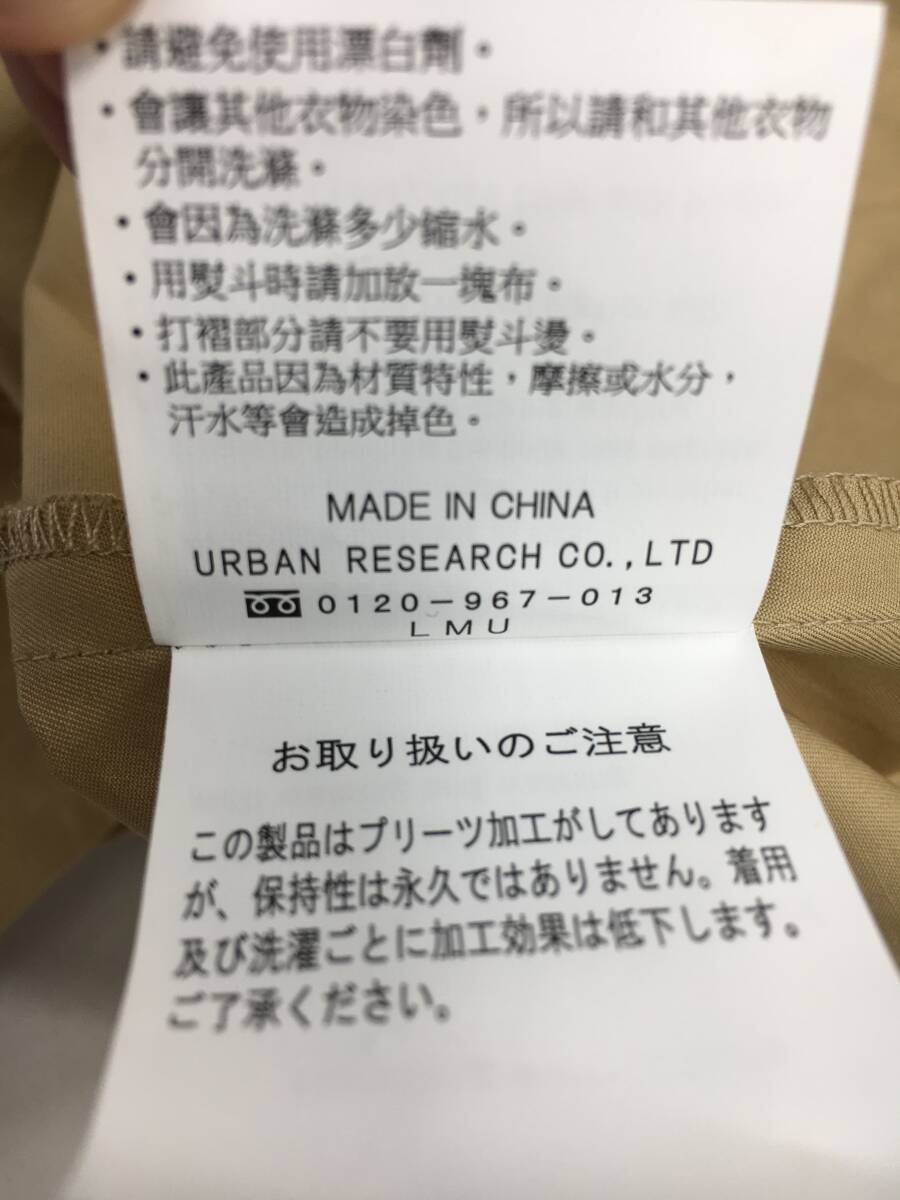 ・請避免使用漂白劑。
・會讓其他衣物染色，所以請和其他衣物
分開洗滌。
・會因為洗滌多少縮水。
・用熨斗時請加放一塊布。
・打褶部分請不要用熨斗燙。
・此產品因為材質特性，摩擦或水分，
汗水等會造成掉色。
MADE IN CHINA
URBAN RESEARCH CO.,LTD
0120-967-013
LMU
お取り扱いのご注意
この製品はプリーツ加工がしてあります
が、保持性は永久ではありません。着用
及び洗濯ごとに加工効果は低下します。
ご了承ください。